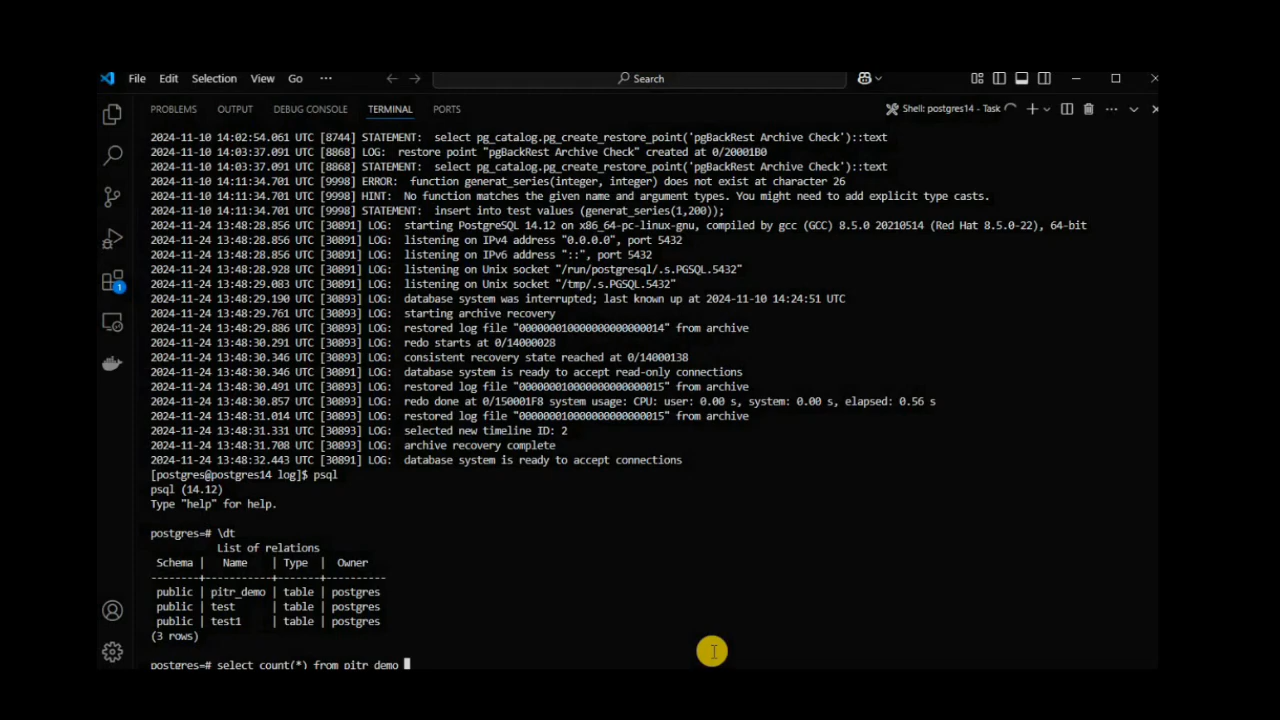 File Edit Selection View Go ··· Search
PROBLEMS OUTPUT DEBUG CONSOLE TERMINAL PORTS Shell: postgres14 - Task
2024-11-10 14:02:54.061 UTC [8744] STATEMENT:  select pg_catalog.pg_create_restore_point('pgBackRest Archive Check')::text
2024-11-10 14:03:37.091 UTC [8868] LOG:  restore point "pgBackRest Archive Check" created at 0/20001B0
2024-11-10 14:03:37.091 UTC [8868] STATEMENT:  select pg_catalog.pg_create_restore_point('pgBackRest Archive Check')::text
2024-11-10 14:11:34.701 UTC [9998] ERROR:  function generat_series(integer, integer) does not exist at character 26
2024-11-10 14:11:34.701 UTC [9998] HINT:  No function matches the given name and argument types. You might need to add explicit type casts.
2024-11-10 14:11:34.701 UTC [9998] STATEMENT:  insert into test values (generat_series(1,200));
2024-11-24 13:48:28.856 UTC [30891] LOG:  starting PostgreSQL 14.12 on x86_64-pc-linux-gnu, compiled by gcc (GCC) 8.5.0 20210514 (Red Hat 8.5.0-22), 64-bit
2024-11-24 13:48:28.856 UTC [30891] LOG:  listening on IPv4 address "0.0.0.0", port 5432
2024-11-24 13:48:28.856 UTC [30891] LOG:  listening on IPv6 address "::", port 5432
2024-11-24 13:48:28.928 UTC [30891] LOG:  listening on Unix socket "/run/postgresql/.s.PGSQL.5432"
2024-11-24 13:48:29.083 UTC [30891] LOG:  listening on Unix socket "/tmp/.s.PGSQL.5432"
2024-11-24 13:48:29.190 UTC [30893] LOG:  database system was interrupted; last known up at 2024-11-10 14:24:51 UTC
2024-11-24 13:48:29.761 UTC [30893] LOG:  starting archive recovery
2024-11-24 13:48:29.886 UTC [30893] LOG:  restored log file "000000010000000000000014" from archive
2024-11-24 13:48:30.291 UTC [30893] LOG:  redo starts at 0/14000028
2024-11-24 13:48:30.346 UTC [30893] LOG:  consistent recovery state reached at 0/14000138
2024-11-24 13:48:30.346 UTC [30891] LOG:  database system is ready to accept read-only connections
2024-11-24 13:48:30.491 UTC [30893] LOG:  restored log file "000000010000000000000015" from archive
2024-11-24 13:48:30.857 UTC [30893] LOG:  redo done at 0/150001F8 system usage: CPU: user: 0.00 s, system: 0.00 s, elapsed: 0.56 s
2024-11-24 13:48:31.014 UTC [30893] LOG:  restored log file "000000010000000000000015" from archive
2024-11-24 13:48:31.331 UTC [30893] LOG:  selected new timeline ID: 2
2024-11-24 13:48:31.708 UTC [30893] LOG:  archive recovery complete
2024-11-24 13:48:32.443 UTC [30891] LOG:  database system is ready to accept connections
[postgres@postgres14 log]$ psql
psql (14.12)
Type "help" for help.
postgres=# \dt
List of relations
Schema |   Name    | Type  |  Owner
--------+-----------+-------+----------
public | pitr_demo | table | postgres
public | test      | table | postgres
public | test1     | table | postgres
(3 rows)
postgres=# select count(*) from pitr_demo
1